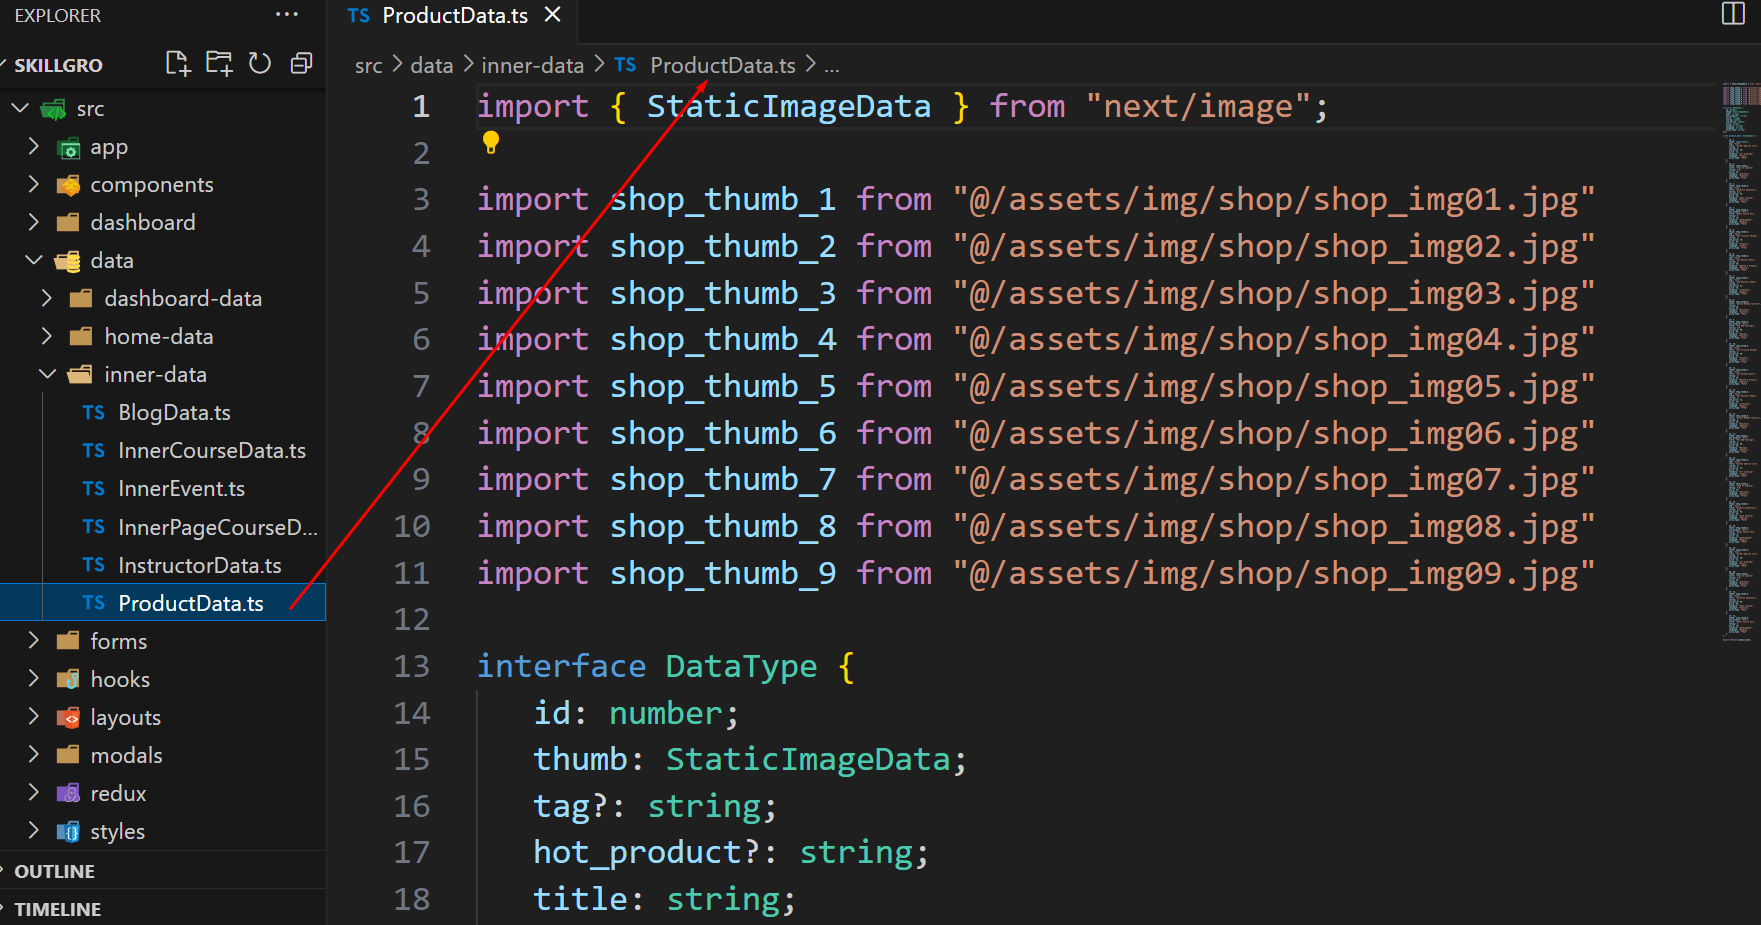 EXPLORER ...
SKILLGRO
src
app
components
dashboard
data
dashboard-data
home-data
inner-data
TS BlogData.ts
TS InnerCourseData.ts
TS InnerEvent.ts
TS InnerPageCourseD...
TS InstructorData.ts
TS ProductData.ts
forms
hooks
layouts
modals
redux
styles
OUTLINE
TIMELINE
TS ProductData.ts
src > data > inner-data > TS ProductData.ts > ...
1 import { StaticImageData } from "next/image";
2
3 import shop_thumb_1 from "@/assets/img/shop/shop_img01.jpg"
4 import shop_thumb_2 from "@/assets/img/shop/shop_img02.jpg"
5 import shop_thumb_3 from "@/assets/img/shop/shop_img03.jpg"
6 import shop_thumb_4 from "@/assets/img/shop/shop_img04.jpg"
7 import shop_thumb_5 from "@/assets/img/shop/shop_img05.jpg"
8 import shop_thumb_6 from "@/assets/img/shop/shop_img06.jpg"
9 import shop_thumb_7 from "@/assets/img/shop/shop_img07.jpg"
10 import shop_thumb_8 from "@/assets/img/shop/shop_img08.jpg"
11 import shop_thumb_9 from "@/assets/img/shop/shop_img09.jpg"
12
13 interface DataType {
14 id: number;
15 thumb: StaticImageData;
16 tag?: string;
17 hot_product?: string;
18 title: string;